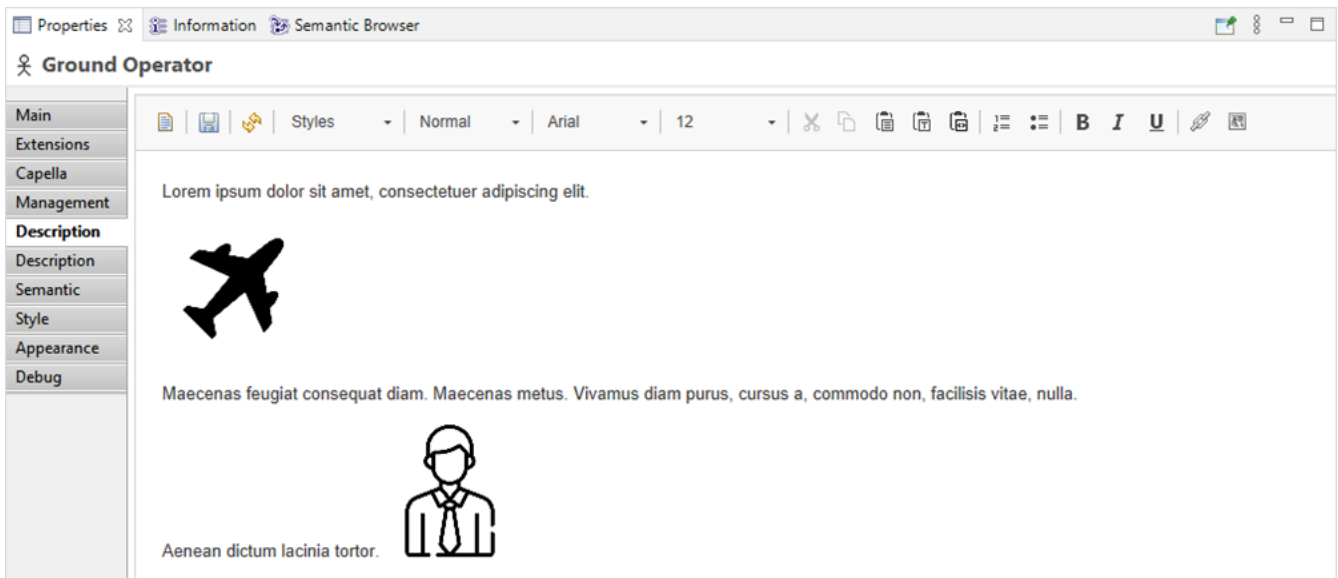 Properties Information Semantic Browser
Ground Operator
Main
Extensions
Capella
Management
Description
Description
Semantic
Style
Appearance
Debug
Styles Normal Arial 12 B I U
Lorem ipsum dolor sit amet, consectetuer adipiscing elit.
Maecenas feugiat consequat diam. Maecenas metus. Vivamus diam purus, cursus a, commodo non, facilisis vitae, nulla.
Aenean dictum lacinia tortor.